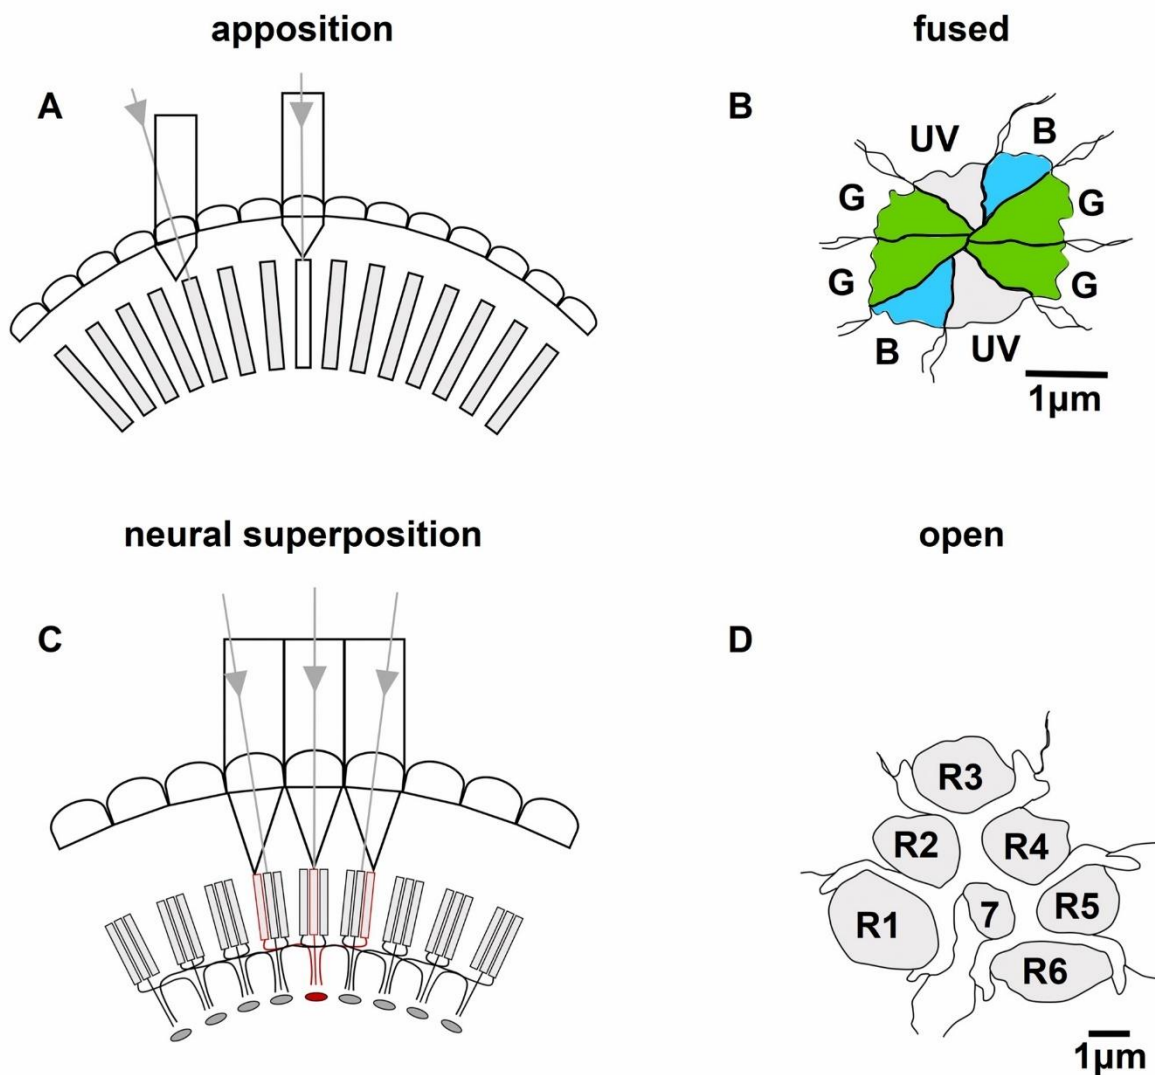 apposition
fused
A
B
UV
B
G
G
G
G
B
UV
1µm
neural superposition
open
C
D
R3
R2
R4
R1
7
R5
R6
1µm